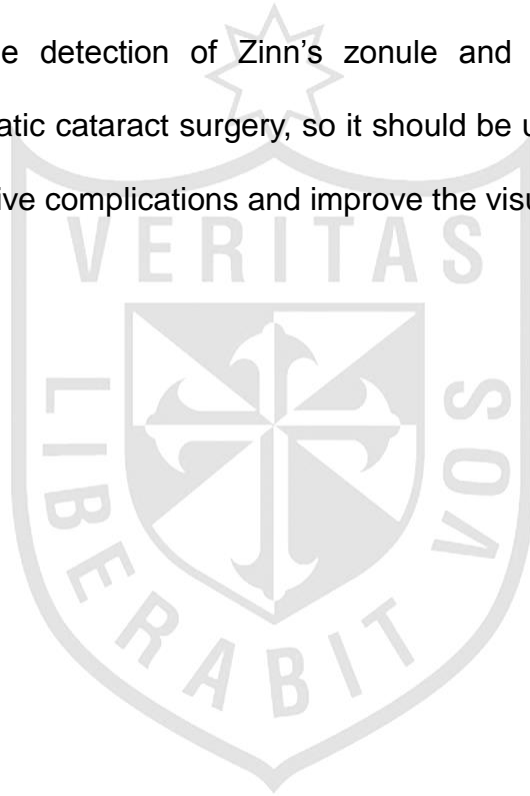 e detection of Zinn’s zonule and
atic cataract surgery, so it should be u
ive complications and improve the visu
VERITAS
LIBERABIT
VOS